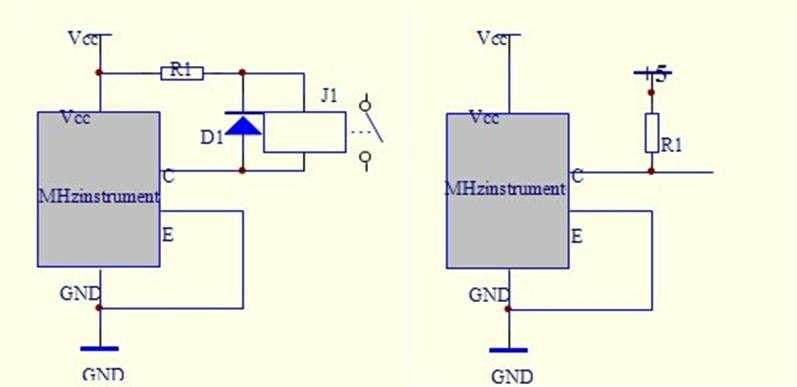 Vcc
R1
J1
Vcc
D1
C
MHzinstrument
E
GND
GND
Vcc
+5
Vcc
R1
C
MHzinstrument
E
GND
GND